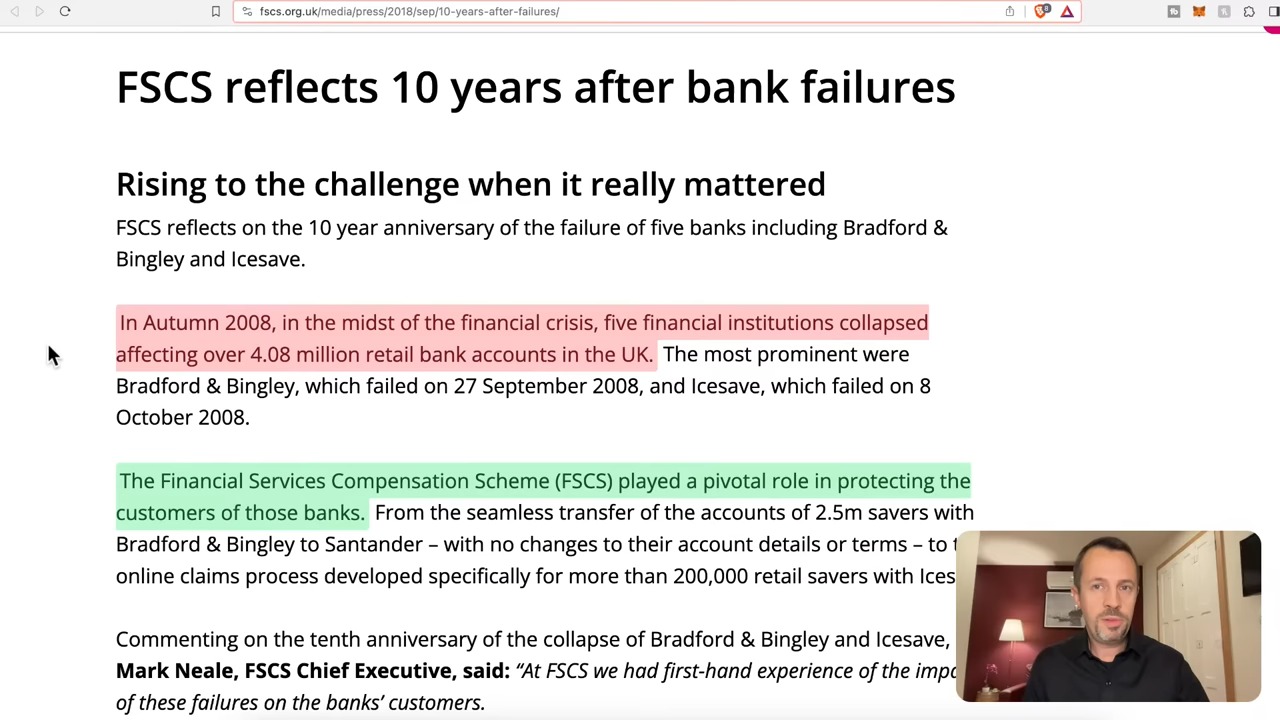 fscs.org.uk/media/press/2018/sep/10-years-after-failures/
8
FSCS reflects 10 years after bank failures
Rising to the challenge when it really mattered
FSCS reflects on the 10 year anniversary of the failure of five banks including Bradford &
Bingley and Icesave.
In Autumn 2008, in the midst of the financial crisis, five financial institutions collapsed
affecting over 4.08 million retail bank accounts in the UK. The most prominent were
Bradford & Bingley, which failed on 27 September 2008, and Icesave, which failed on 8
October 2008.
The Financial Services Compensation Scheme (FSCS) played a pivotal role in protecting the
customers of those banks. From the seamless transfer of the accounts of 2.5m savers with
Bradford & Bingley to Santander – with no changes to their account details or terms – to
online claims process developed specifically for more than 200,000 retail savers with
Commenting on the tenth anniversary of the collapse of Bradford & Bingley and Icesave,
Mark Neale, FSCS Chief Executive, said: “At FSCS we had first-hand experience of the
of these failures on the banks’ customers.